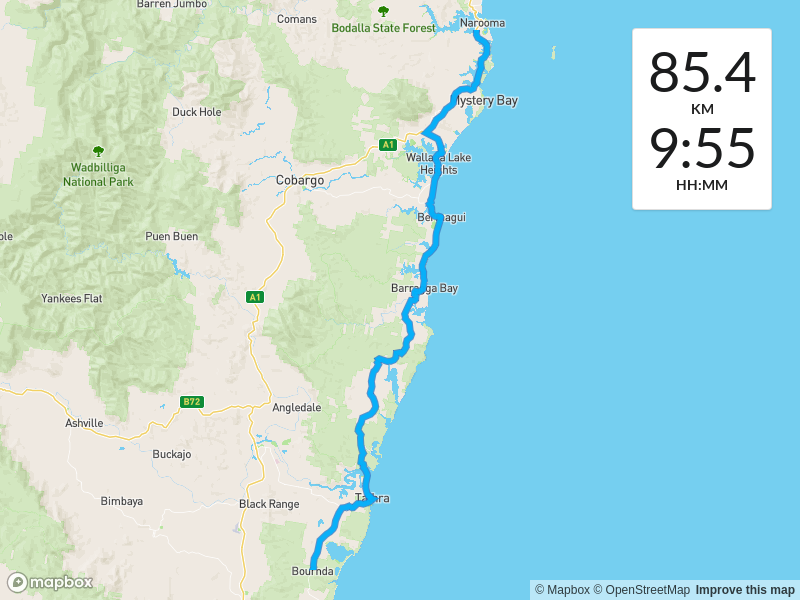 Barren Jumbo
Comans
Narooma
Bodalla State Forest
85.4
KM
9:55
HH:MM
Mystery Bay
Duck Hole
A1
Wadbilliga
National Park
Wallaga Lake
Heights
Cobargo
Bermagui
Puen Buen
Barragga Bay
Yankees Flat
A1
B72
Angledale
Ashville
Buckajo
Bimbaya
Black Range
Tathra
Bournda
mapbox
© Mapbox © OpenStreetMap Improve this map